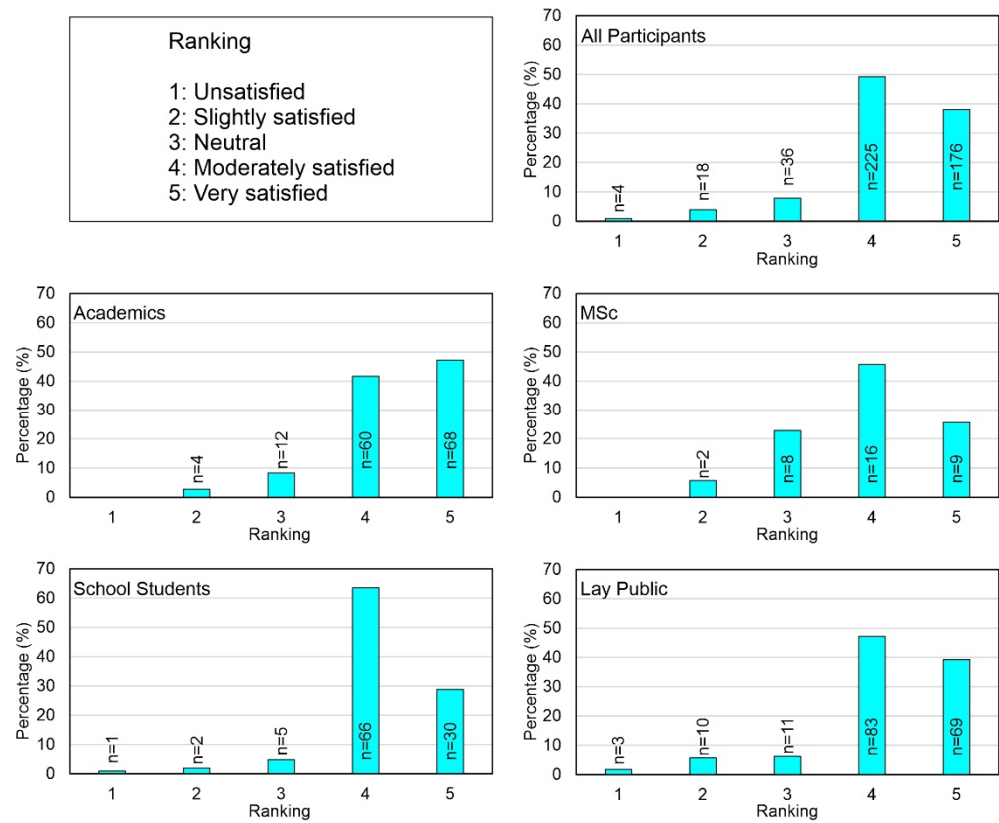 Ranking
1: Unsatisfied
2: Slightly satisfied
3: Neutral
4: Moderately satisfied
5: Very satisfied
All Participants
Percentage (%)
70
60
50
40
30
20
10
0
n=4
n=18
n=36
n=225
n=176
1 2 3 4 5
Ranking
Academics
Percentage (%)
70
60
50
40
30
20
10
0
n=4
n=12
n=60
n=68
1 2 3 4 5
Ranking
MSc
Percentage (%)
70
60
50
40
30
20
10
0
n=2
n=8
n=16
n=9
1 2 3 4 5
Ranking
School Students
Percentage (%)
70
60
50
40
30
20
10
0
n=1
n=2
n=5
n=66
n=30
1 2 3 4 5
Ranking
Lay Public
Percentage (%)
70
60
50
40
30
20
10
0
n=3
n=10
n=11
n=83
n=69
1 2 3 4 5
Ranking